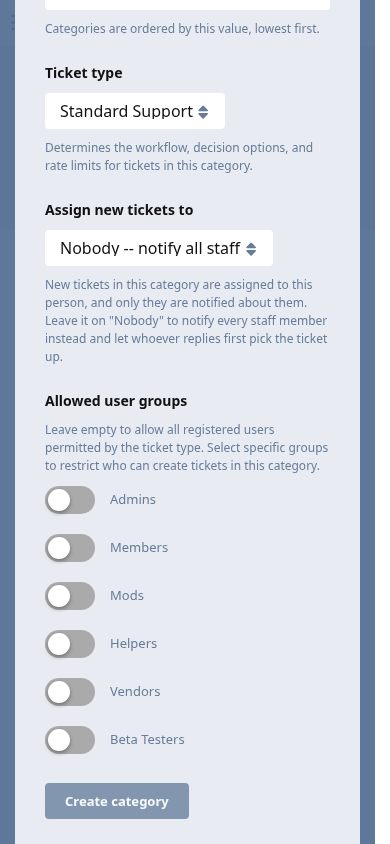 Categories are ordered by this value, lowest first.
Ticket type
Standard Support
Determines the workflow, decision options, and
rate limits for tickets in this category.
Assign new tickets to
Nobody -- notify all staff
New tickets in this category are assigned to this
person, and only they are notified about them.
Leave it on "Nobody" to notify every staff member
instead and let whoever replies first pick the ticket
up.
Allowed user groups
Leave empty to allow all registered users
permitted by the ticket type. Select specific groups
to restrict who can create tickets in this category.
Admins
Members
Mods
Helpers
Vendors
Beta Testers
Create category